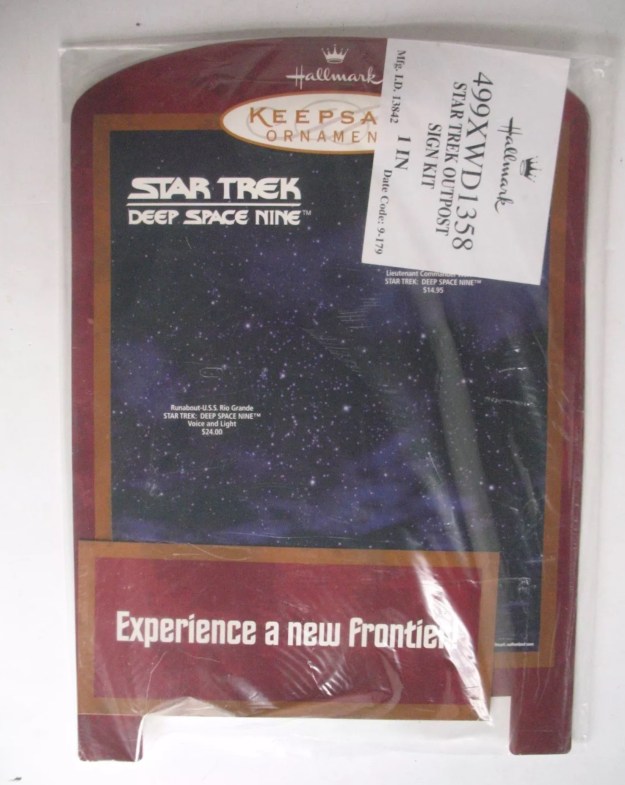 Hallmark
KEEPSA
ORNAMEN
STAR TREK
DEEP SPACE NINE™
Hallmark
499XWD1358
STAR TREK OUTPOST
SIGN KIT
1 IN
Mfg. I.D. 13842
Date Code: 9-179
Lieutenant Comman
STAR TREK: DEEP SPACE NINE™
$14.95
Runabout-U.S.S. Rio Grande
STAR TREK: DEEP SPACE NINE™
Voice and Light
$24.00
Experience a new frontier